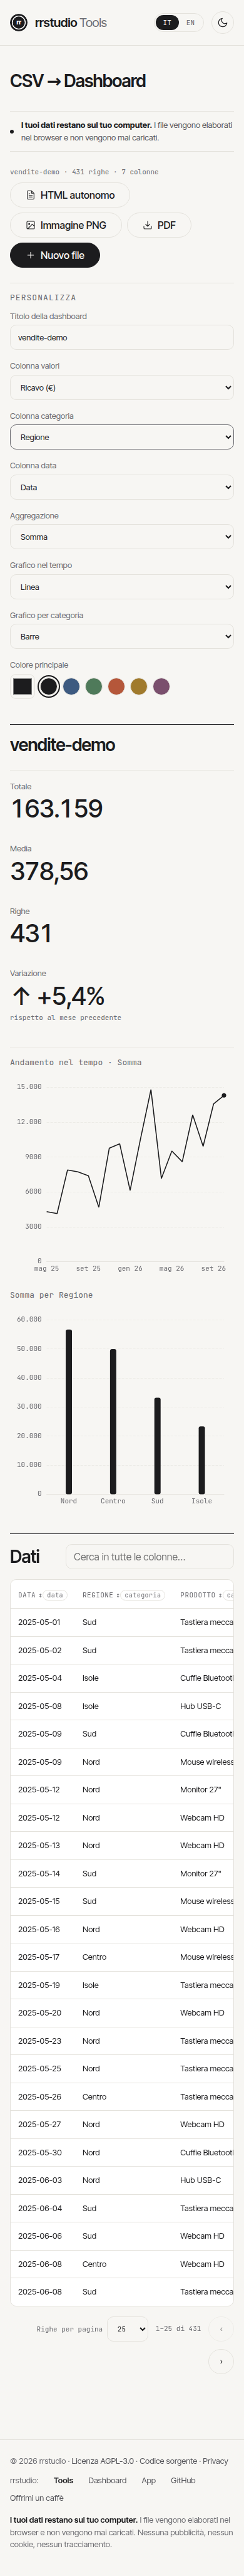 rr rrstudio Tools IT EN
CSV → Dashboard
I tuoi dati restano sul tuo computer. I file vengono elaborati
nel browser e non vengono mai caricati.
vendite-demo · 431 righe · 7 colonne
HTML autonomo
Immagine PNG PDF
+ Nuovo file
PERSONALIZZA
Titolo della dashboard
vendite-demo
Colonna valori
Ricavo (€)
Colonna categoria
Regione
Colonna data
Data
Aggregazione
Somma
Grafico nel tempo
Linea
Grafico per categoria
Barre
Colore principale
vendite-demo
Totale
163.159
Media
378,56
Righe
431
Variazione
↑ +5,4%
rispetto al mese precedente
Andamento nel tempo · Somma
15.000
12.000
9000
6000
3000
0
mag 25 set 25 gen 26 mag 26 set 26
Somma per Regione
60.000
50.000
40.000
30.000
20.000
10.000
0
Nord Centro Sud Isole
Dati Cerca in tutte le colonne…
DATA ↕ data REGIONE ↕ categoria PRODOTTO ↕ ca
2025-05-01 Sud Tastiera mecca
2025-05-02 Sud Tastiera mecca
2025-05-04 Isole Cuffie Bluetooth
2025-05-08 Isole Hub USB-C
2025-05-09 Sud Cuffie Bluetooth
2025-05-09 Nord Mouse wireless
2025-05-12 Nord Monitor 27"
2025-05-12 Nord Webcam HD
2025-05-13 Nord Webcam HD
2025-05-14 Sud Monitor 27"
2025-05-15 Sud Mouse wireless
2025-05-16 Nord Webcam HD
2025-05-17 Centro Mouse wireless
2025-05-19 Isole Tastiera mecca
2025-05-20 Nord Webcam HD
2025-05-23 Nord Tastiera mecca
2025-05-25 Nord Tastiera mecca
2025-05-26 Centro Tastiera mecca
2025-05-27 Nord Webcam HD
2025-05-30 Nord Cuffie Bluetooth
2025-06-03 Nord Hub USB-C
2025-06-04 Sud Tastiera mecca
2025-06-06 Sud Tastiera mecca
2025-06-08 Centro Tastiera mecca
2025-06-08 Sud Tastiera mecca
Righe per pagina 25 1–25 di 431 ‹
›
© 2026 rrstudio · Licenza AGPL-3.0 · Codice sorgente · Privacy
rrstudio: Tools Dashboard App GitHub
Offrimi un caffè
I tuoi dati restano sul tuo computer. I file vengono elaborati nel
browser e non vengono mai caricati. Nessuna pubblicità, nessun
cookie, nessun tracciamento.